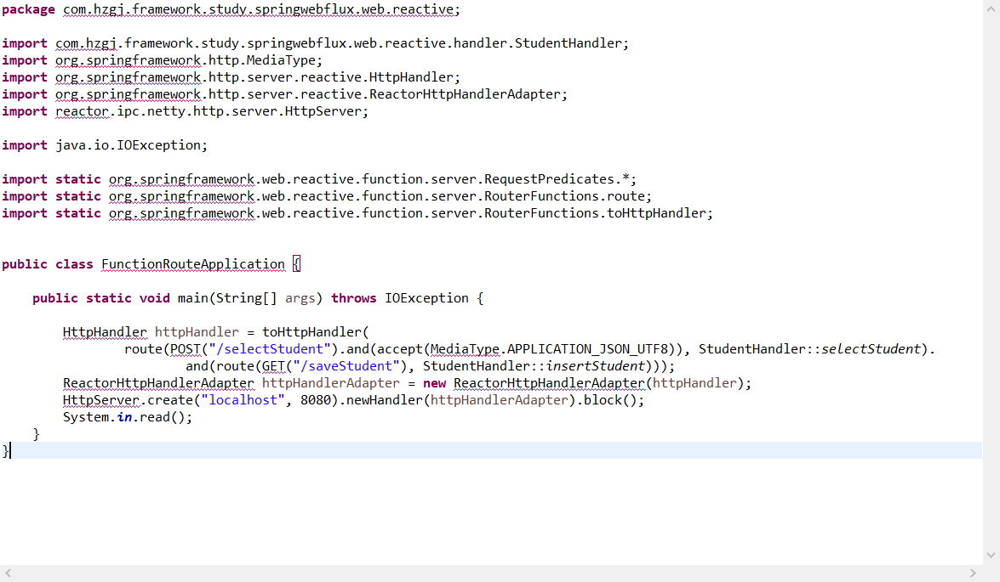 package com.hzgj.framework.study.springwebflux.web.reactive;
import com.hzgj.framework.study.springwebflux.web.reactive.handler.StudentHandler;
import org.springframework.http.MediaType;
import org.springframework.http.server.reactive.HttpHandler;
import org.springframework.http.server.reactive.ReactorHttpHandlerAdapter;
import reactor.ipc.netty.http.server.HttpServer;
import java.io.IOException;
import static org.springframework.web.reactive.function.server.RequestPredicates.*;
import static org.springframework.web.reactive.function.server.RouterFunctions.route;
import static org.springframework.web.reactive.function.server.RouterFunctions.toHttpHandler;
public class FunctionRouteApplication {
    public static void main(String[] args) throws IOException {
        HttpHandler httpHandler = toHttpHandler(
                route(POST("/selectStudent").and(accept(MediaType.APPLICATION_JSON_UTF8)), StudentHandler::selectStudent).
                        and(route(GET("/saveStudent"), StudentHandler::insertStudent)));
        ReactorHttpHandlerAdapter httpHandlerAdapter = new ReactorHttpHandlerAdapter(httpHandler);
        HttpServer.create("localhost", 8080).newHandler(httpHandlerAdapter).block();
        System.in.read();
    }
}